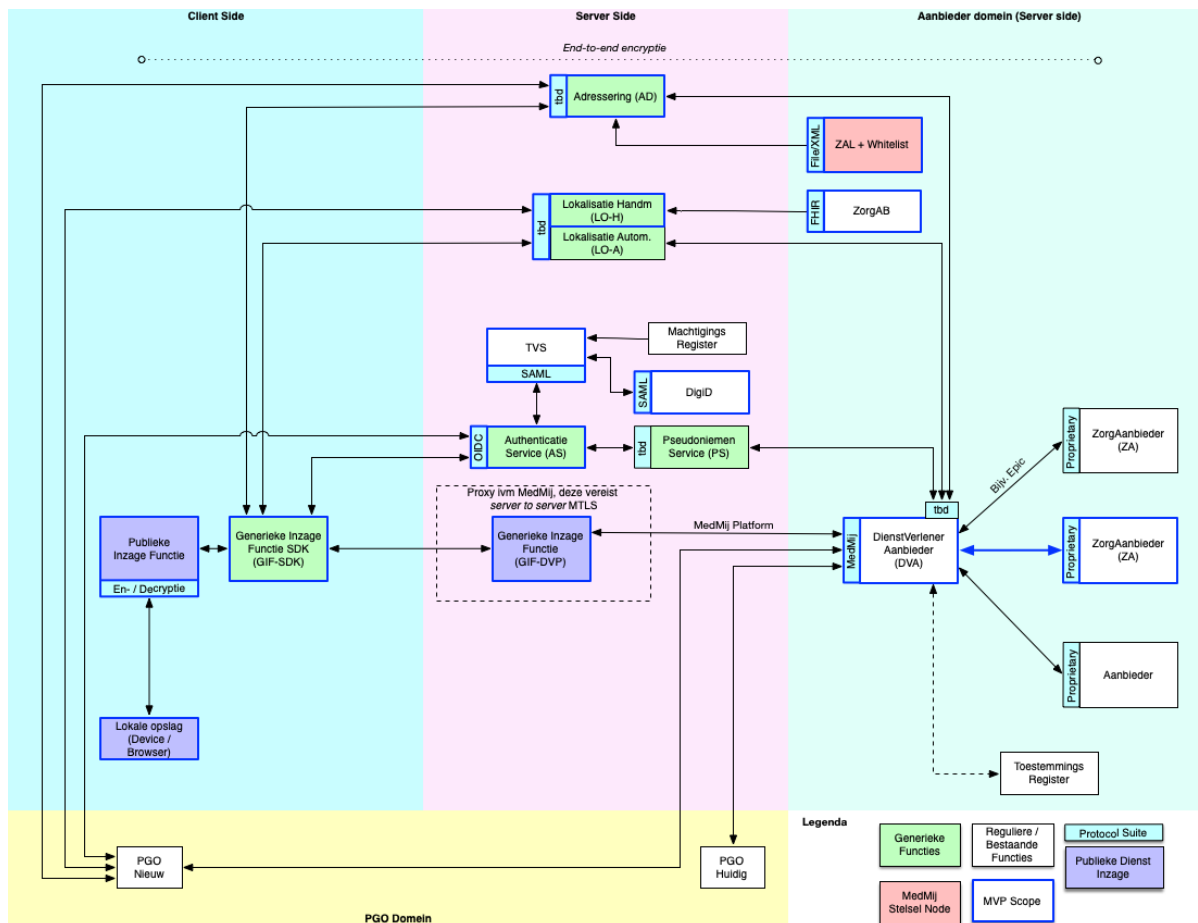 Client Side
Server Side
Aanbieder domein (Server side)
End-to-end encryptie
tbd
Adressering (AD)
File/XML
ZAL + Whitelist
tbd
Lokalisatie Handm
(LO-H)
Lokalisatie Autom.
(LO-A)
FHIR
ZorgAB
TVS
SAML
Machtigings
Register
SAML
DigiD
OIDC
Authenticatie
Service (AS)
tbd
Pseudoniemen
Service (PS)
Proxy ivm MedMij, deze vereist
server to server MTLS
Generieke Inzage
Functie
(GIF-DVP)
MedMij Platform
Publieke
Inzage Functie
En- / Decryptie
Generieke Inzage
Functie SDK
(GIF-SDK)
Lokale opslag
(Device /
Browser)
tbd
MedMij
DienstVerlener
Aanbieder
(DVA)
Bijv. Epic
Proprietary
ZorgAanbieder
(ZA)
Proprietary
ZorgAanbieder
(ZA)
Proprietary
Aanbieder
Toestemmings
Register
PGO
Nieuw
PGO
Huidig
PGO Domein
Legenda
Generieke
Functies
Reguliere /
Bestaande
Functies
Protocol Suite
Publieke Dienst
Inzage
MedMij
Stelsel Node
MVP Scope